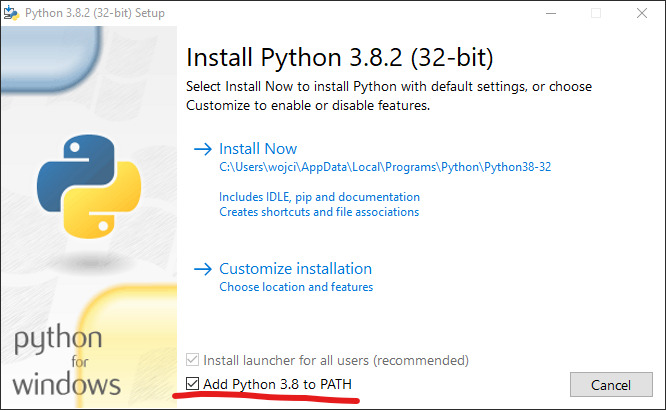 Python 3.8.2 (32-bit) Setup
Install Python 3.8.2 (32-bit)
Select Install Now to install Python with default settings, or choose
Customize to enable or disable features.
Install Now
C:\Users\wojci\AppData\Local\Programs\Python\Python38-32
Includes IDLE, pip and documentation
Creates shortcuts and file associations
Customize installation
Choose location and features
python
for
windows
Install launcher for all users (recommended)
Add Python 3.8 to PATH
Cancel